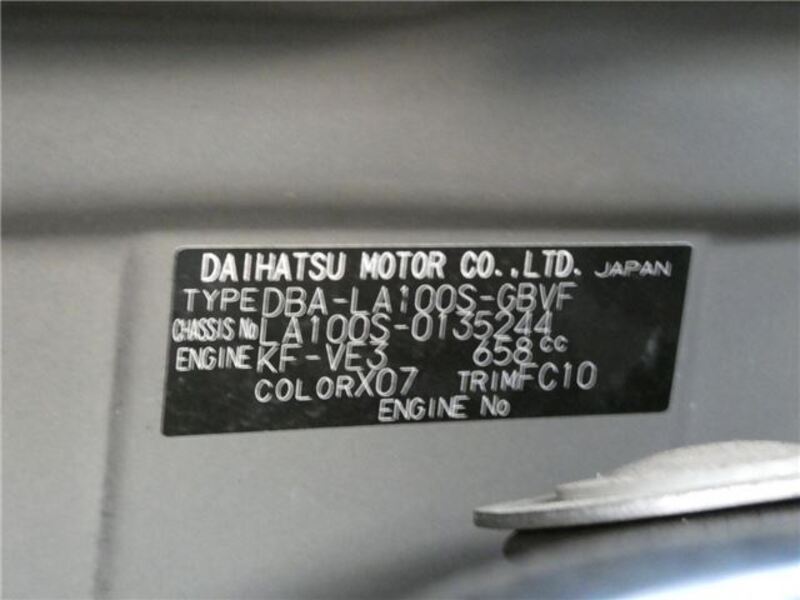 DAIHATSU MOTOR CO.,LTD. JAPAN
TYPE DBA-LA100S-GBVF
CHASSIS No LA100S-0135244
ENGINE KF-VE3 658 cc
COLOR X07 TRIM FC10
ENGINE No